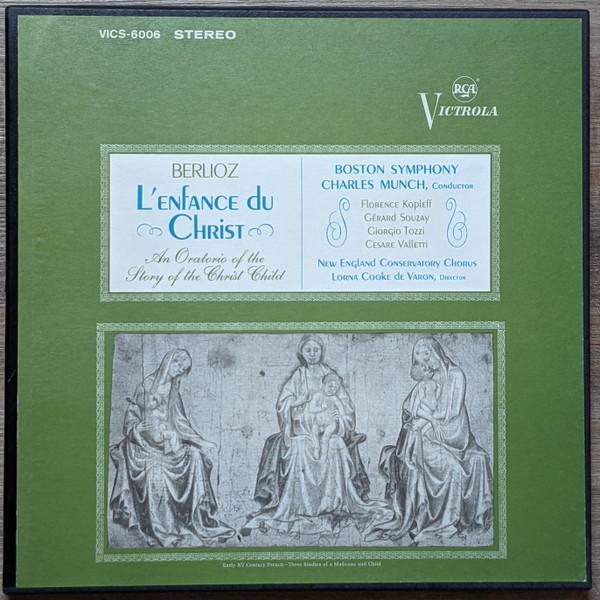 VICS-6006 STEREO
RCA
VICTROLA
BERLIOZ
L'ENFANCE DU
CHRIST
An Oratorio of the
Story of the Christ Child
BOSTON SYMPHONY
CHARLES MUNCH, CONDUCTOR
FLORENCE KOPLEFF
GÉRARD SOUZAY
GIORGIO TOZZI
CESARE VALLETTI
NEW ENGLAND CONSERVATORY CHORUS
LORNA COOKE DE VARON, DIRECTOR
Early XV Century French—Three Studies of a Madonna and Child